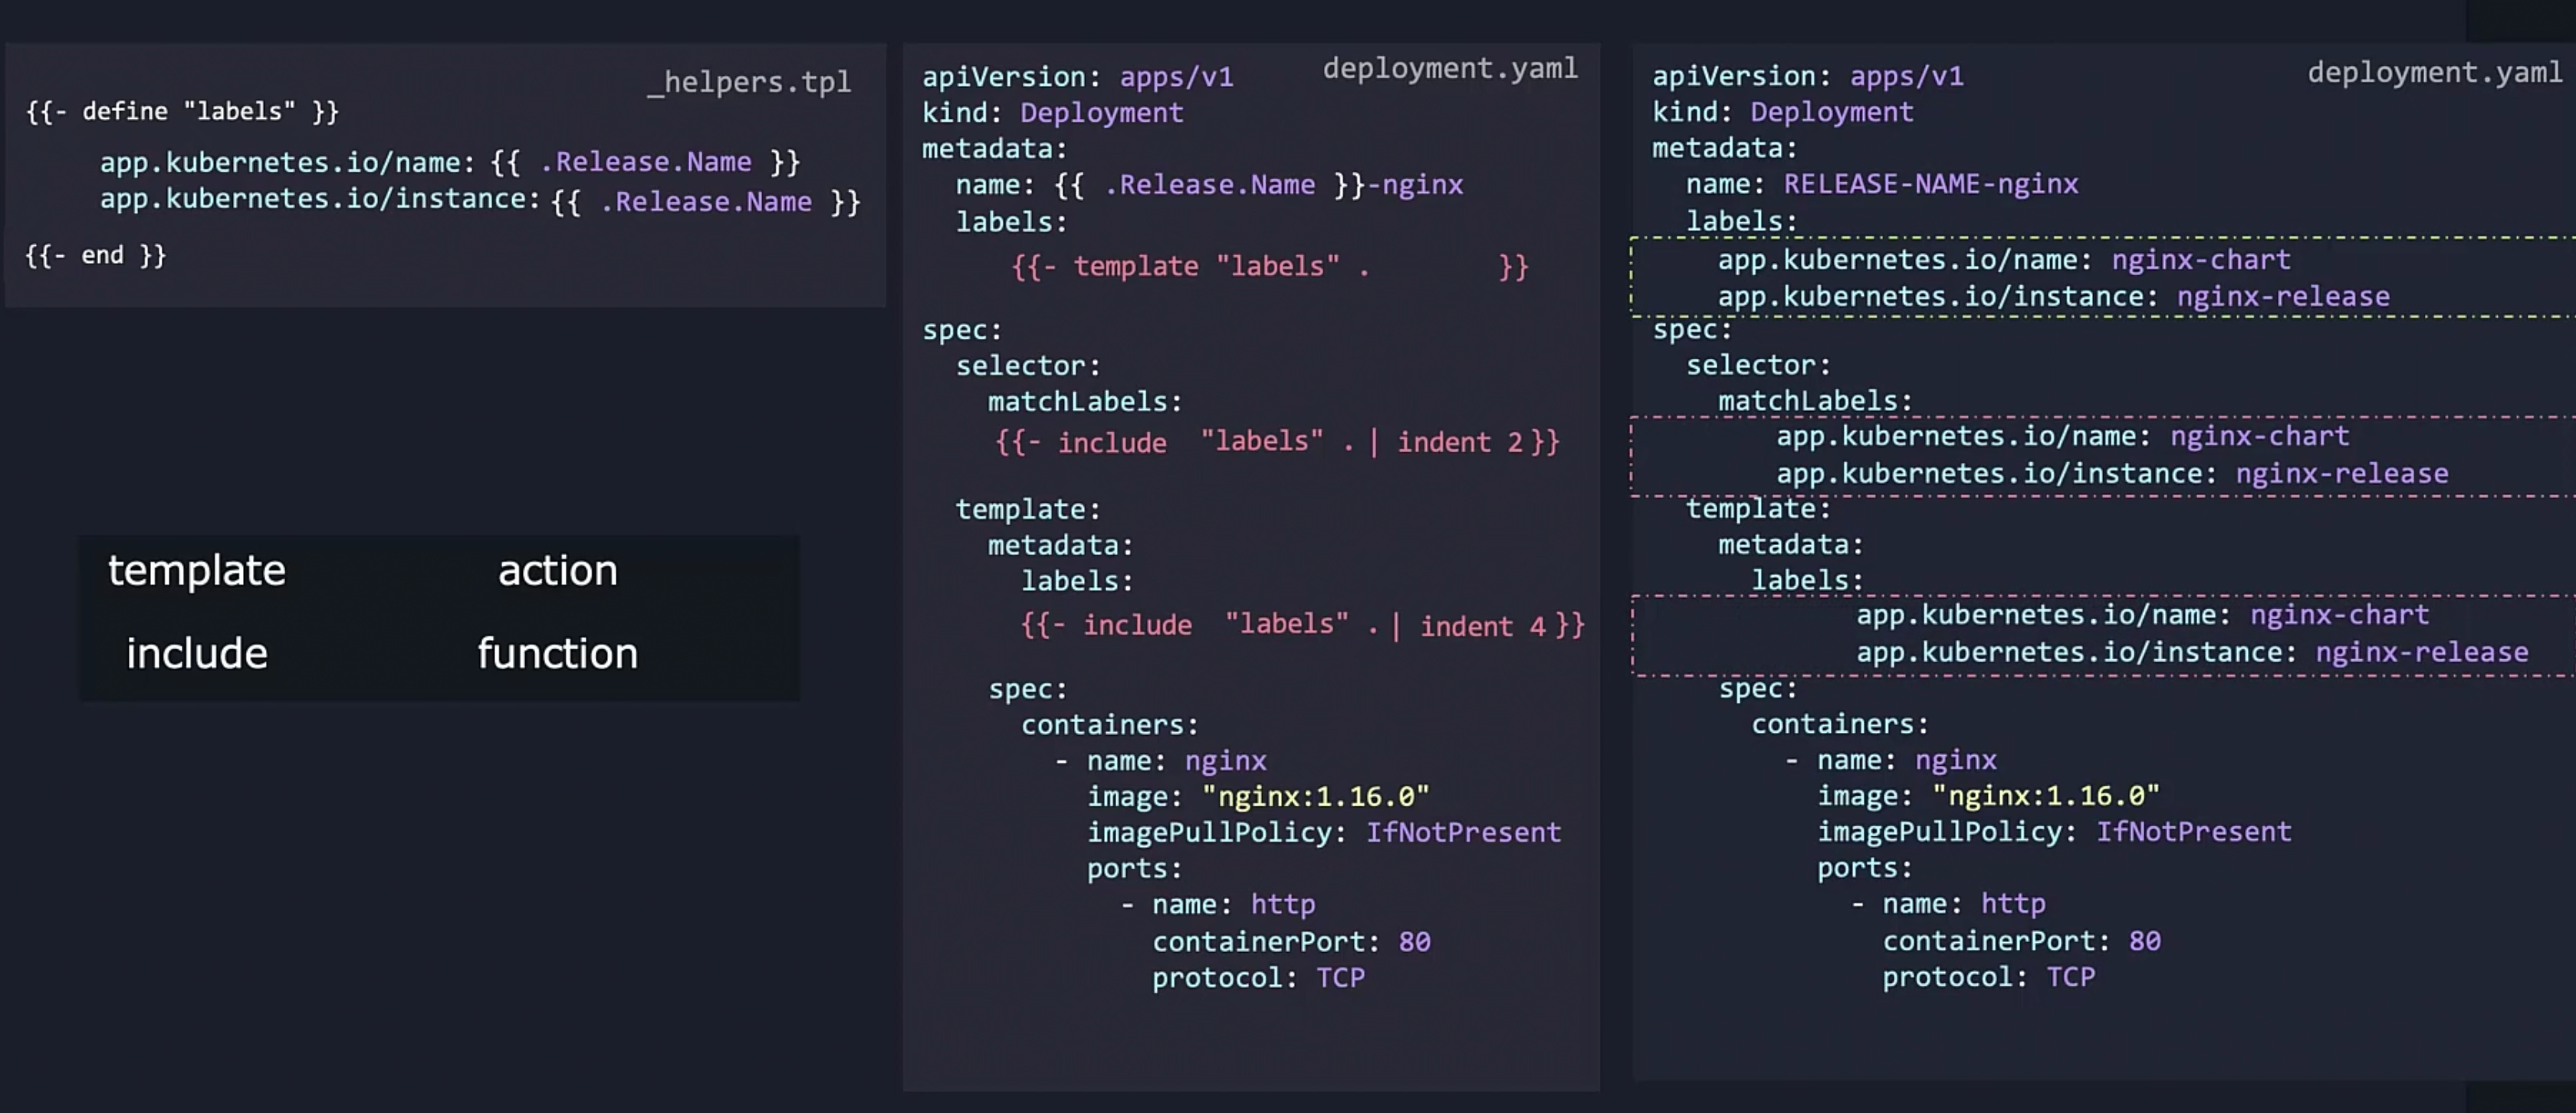 _helpers.tpl
{{- define "labels" }}
    app.kubernetes.io/name: {{ .Release.Name }}
    app.kubernetes.io/instance: {{ .Release.Name }}
{{- end }}
template action
include function
deployment.yaml
apiVersion: apps/v1
kind: Deployment
metadata:
  name: {{ .Release.Name }}-nginx
  labels:
     {{- template "labels" . }}
spec:
  selector:
    matchLabels:
    {{- include "labels" . | indent 2 }}
  template:
    metadata:
      labels:
      {{- include "labels" . | indent 4 }}
    spec:
      containers:
        - name: nginx
          image: "nginx:1.16.0"
          imagePullPolicy: IfNotPresent
          ports:
            - name: http
              containerPort: 80
              protocol: TCP
deployment.yaml
apiVersion: apps/v1
kind: Deployment
metadata:
  name: RELEASE-NAME-nginx
  labels:
    app.kubernetes.io/name: nginx-chart
    app.kubernetes.io/instance: nginx-release
spec:
  selector:
    matchLabels:
       app.kubernetes.io/name: nginx-chart
       app.kubernetes.io/instance: nginx-release
  template:
    metadata:
      labels:
            app.kubernetes.io/name: nginx-chart
            app.kubernetes.io/instance: nginx-release
    spec:
      containers:
        - name: nginx
          image: "nginx:1.16.0"
          imagePullPolicy: IfNotPresent
          ports:
            - name: http
              containerPort: 80
              protocol: TCP